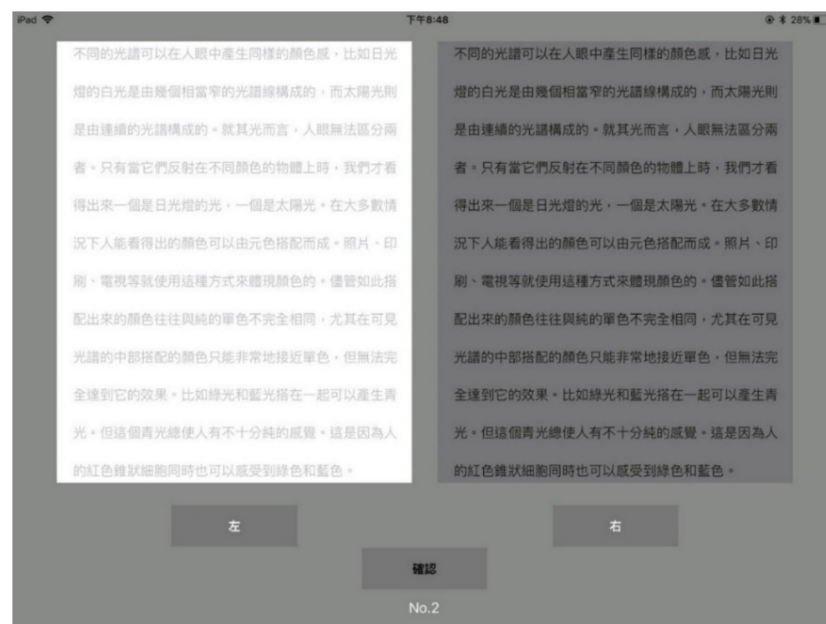 iPad 下午8:48 28%
不同的光譜可以在人眼中產生同樣的顏色感，比如日光
燈的白光是由幾個相當窄的光譜線構成的，而太陽光則
是由連續的光譜構成的。就其光而言，人眼無法區分兩
者。只有當它們反射在不同顏色的物體上時，我們才看
得出來一個是日光燈的光，一個是太陽光。在大多數情
況下人能看得出的顏色可以由元色搭配而成。照片、印
刷、電視等就使用這種方式來體現顏色的。儘管如此搭
配出來的顏色往往與純的單色不完全相同，尤其在可見
光譜的中部搭配的顏色只能非常地接近單色，但無法完
全達到它的效果。比如綠光和藍光搭在一起可以產生青
光。但這個青光總使人有不十分純的感覺。這是因為人
的紅色錐狀細胞同時也可以感受到綠色和藍色。
不同的光譜可以在人眼中產生同樣的顏色感，比如日光
燈的白光是由幾個相當窄的光譜線構成的，而太陽光則
是由連續的光譜構成的。就其光而言，人眼無法區分兩
者。只有當它們反射在不同顏色的物體上時，我們才看
得出來一個是日光燈的光，一個是太陽光。在大多數情
況下人能看得出的顏色可以由元色搭配而成。照片、印
刷、電視等就使用這種方式來體現顏色的。儘管如此搭
配出來的顏色往往與純的單色不完全相同，尤其在可見
光譜的中部搭配的顏色只能非常地接近單色，但無法完
全達到它的效果。比如綠光和藍光搭在一起可以產生青
光。但這個青光總使人有不十分純的感覺。這是因為人
的紅色錐狀細胞同時也可以感受到綠色和藍色。
左 右
確認
No.2